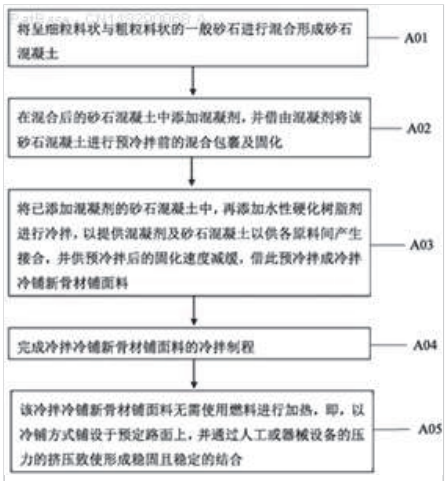 将呈细粒料状与粗粒料状的一般砂石进行混合形成砂石
混凝土
A01
在混合后的砂石混凝土中添加混凝剂，并借由混凝剂将该
砂石混凝土进行预冷拌前的混合包裹及固化
A02
将已添加混凝剂的砂石混凝土中，再添加水性硬化树脂剂
进行冷拌，以提供混凝剂及砂石混凝土以供各原料间产生
接合，并供预冷拌后的固化速度减缓，借此预冷拌成冷拌
冷铺新骨材铺面料
A03
完成冷拌冷铺新骨材铺面料的冷拌制程
A04
该冷拌冷铺新骨材铺面料无需使用燃料进行加热，即，以
冷铺方式铺设于预定路面上，并通过人工或器械设备的压
力的挤压致使形成稳固且稳定的结合
A05